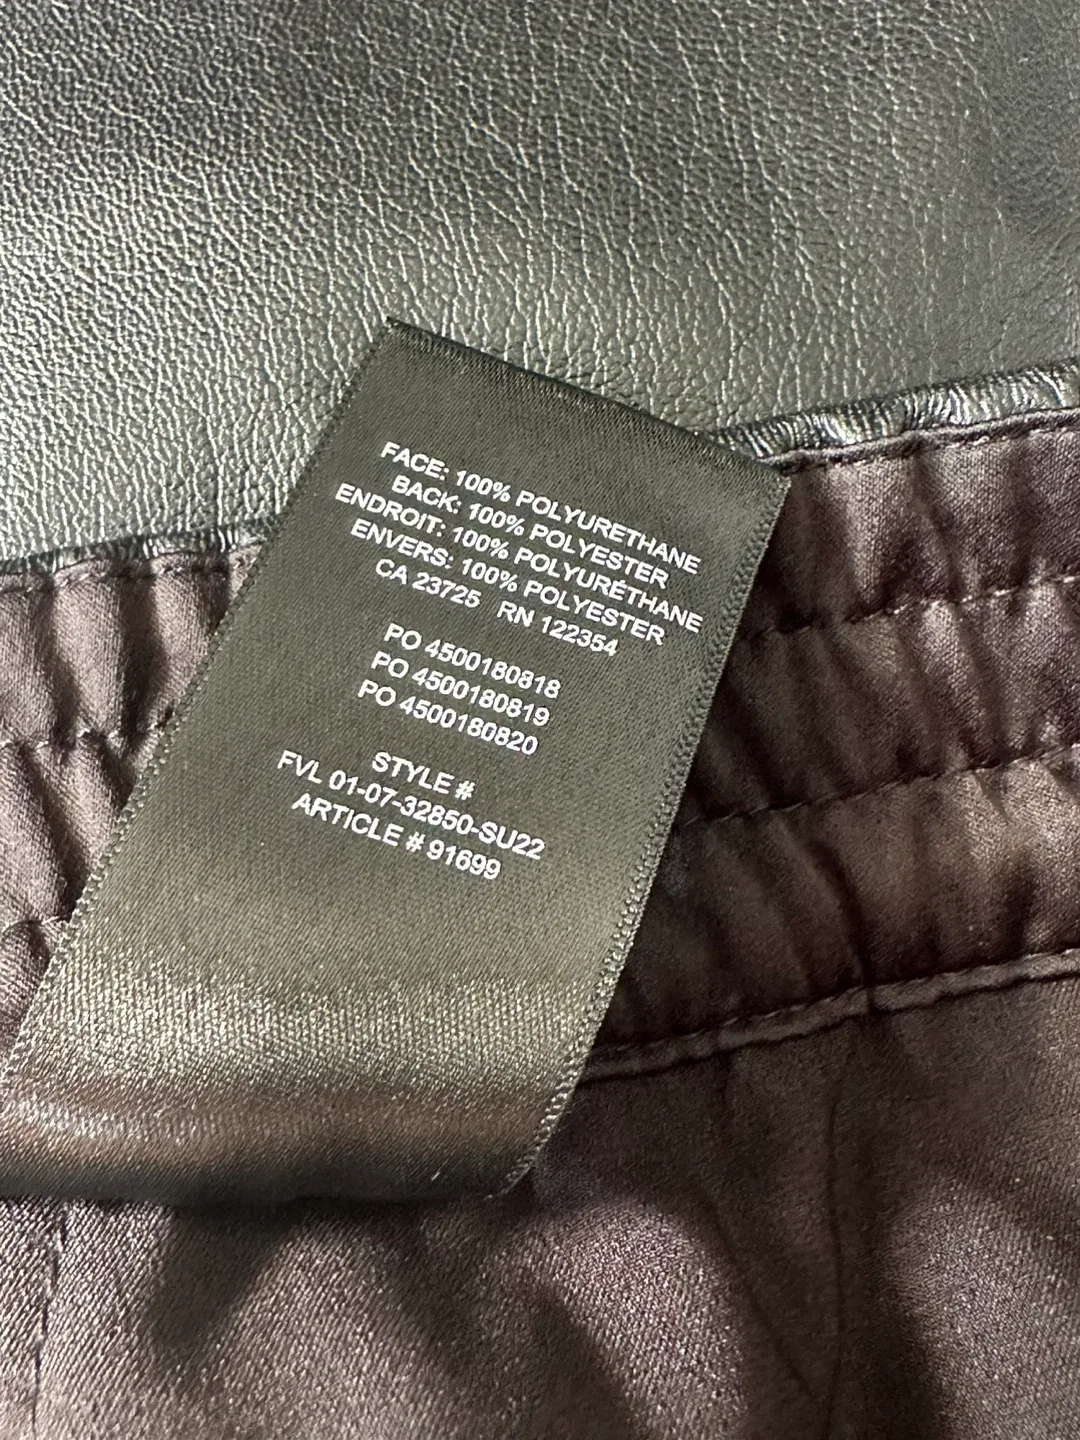 FACE: 100% POLYURETHANE
BACK: 100% POLYESTER
ENDROIT: 100% POLYURÉTHANE
ENVERS: 100% POLYESTER
CA 23725 RN 122354
PO 4500180818
PO 4500180819
PO 4500180820
STYLE #
FVL 01-07-32850-SU22
ARTICLE # 91699